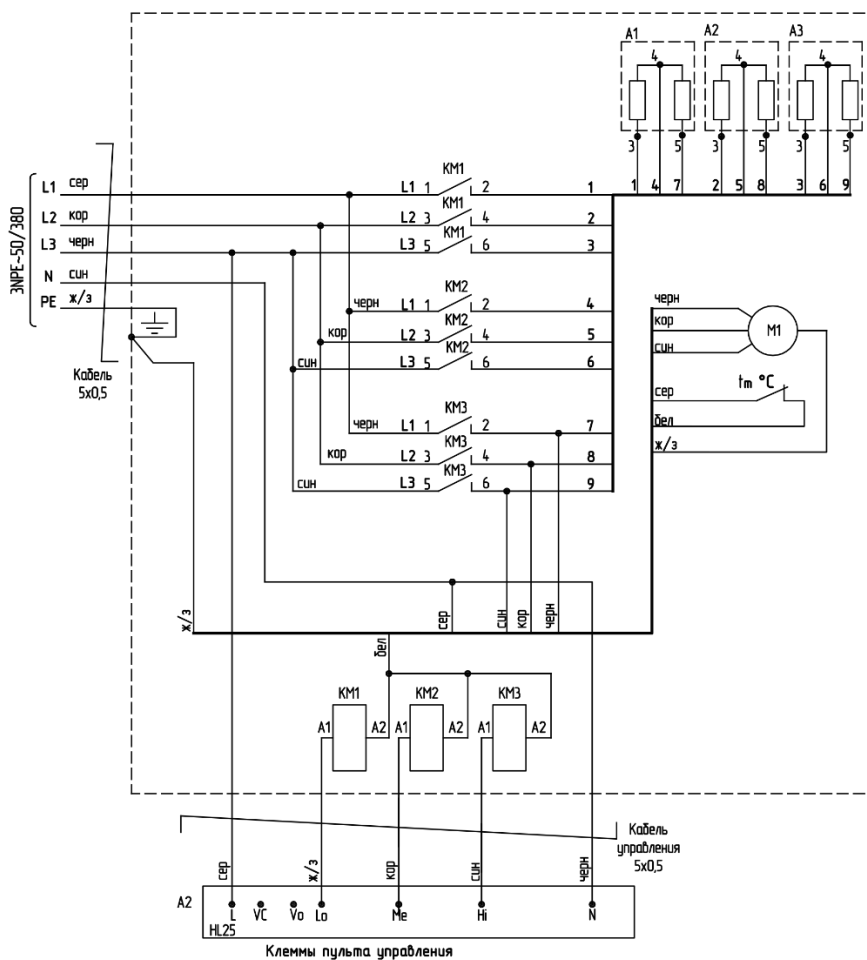 A1 A2 A3
4 4 4
3 5 3 5 3 5
1 4 7 2 5 8 3 6 9
3NPE~50/380
L1 сер
L2 кор
L3 черн
N син
PE ж/з
Кабель
5х0,5
KM1
L1 1 2 1
KM1
L2 3 4 2
KM1
L3 5 6 3
KM2
черн L1 1 2 4
KM2
кор L2 3 4 5
KM2
син L3 5 6 6
KM3
черн L1 1 2 7
KM3
кор L2 3 4 8
KM3
син L3 5 6 9
черн
кор
син
M1
tm °C
сер
бел
ж/з
ж/з
сер
син
кор
черн
бел
KM1 KM2 KM3
A1 A2 A1 A2 A1 A2
Кабель
управления
5х0,5
сер ж/з кор син черн
A2
L VC Vo Lo Me Hi N
HL25
Клеммы пульта управления